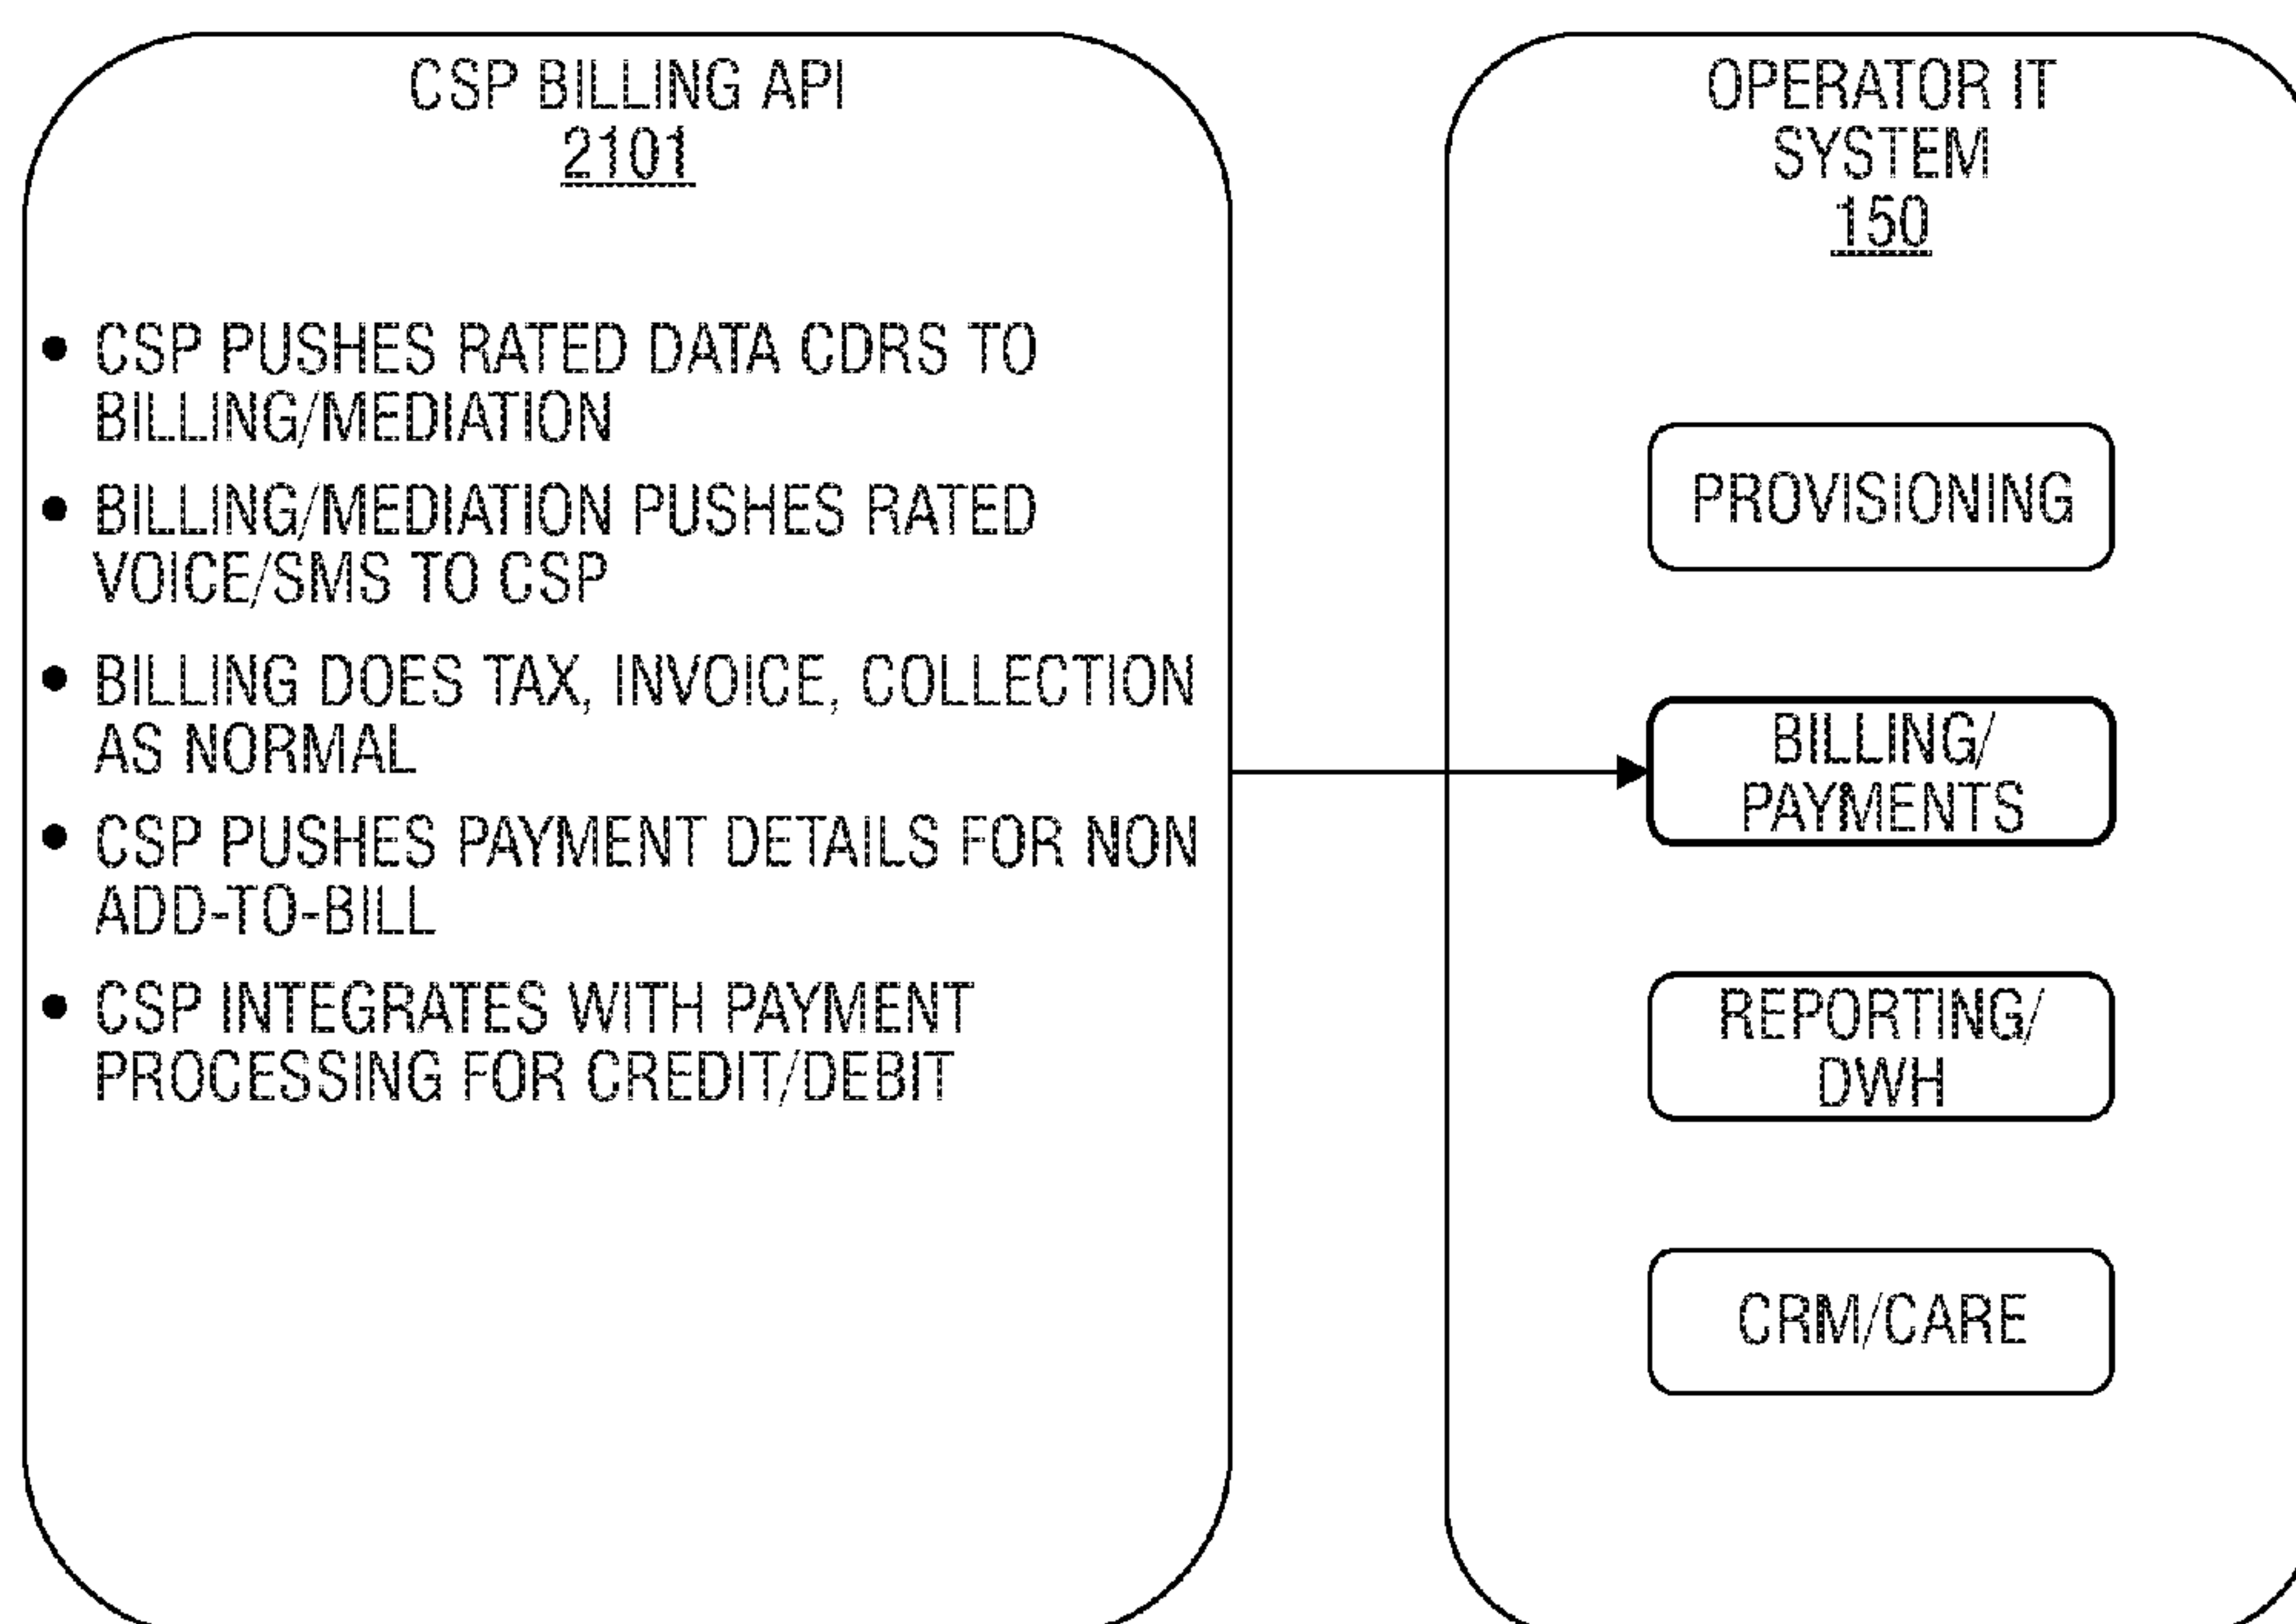 CSP BILLING API
2101
• CSP PUSHES RATED DATA CDRS TO
BILLING/MEDIATION
• BILLING/MEDIATION PUSHES RATED
VOICE/SMS TO CSP
• BILLING DOES TAX, INVOICE, COLLECTION
AS NORMAL
• CSP PUSHES PAYMENT DETAILS FOR NON
ADD-TO-BILL
• CSP INTEGRATES WITH PAYMENT
PROCESSING FOR CREDIT/DEBIT
OPERATOR IT
SYSTEM
150
PROVISIONING
BILLING/
PAYMENTS
REPORTING/
DWH
CRM/CARE